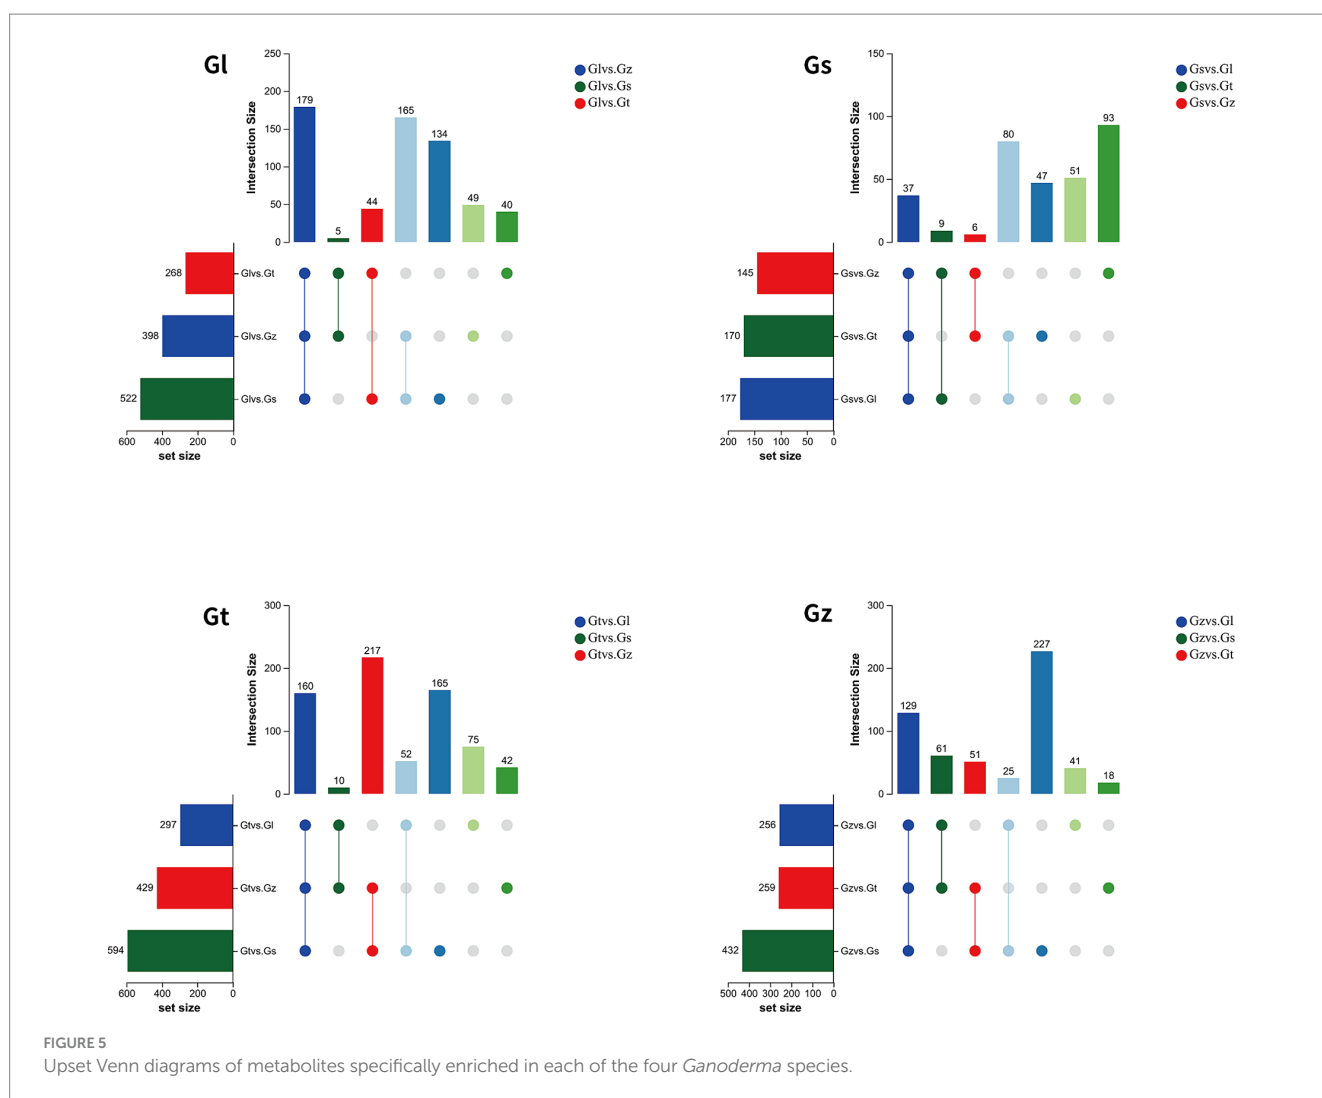 Gl
250
200
150
100
50
0
Intersection Size
179
5
44
165
134
49
40
Glvs.Gz
Glvs.Gs
Glvs.Gt
268
398
522
Glvs.Gt
Glvs.Gz
Glvs.Gs
600 400 200 0
set size
Gs
150
100
50
0
Intersection Size
37
9
6
80
47
51
93
Gsvs.Gl
Gsvs.Gt
Gsvs.Gz
145
170
177
Gsvs.Gz
Gsvs.Gt
Gsvs.Gl
200 150 100 50 0
set size
Gt
300
200
100
0
Intersection Size
160
10
217
52
165
75
42
Gtvs.Gl
Gtvs.Gs
Gtvs.Gz
297
429
594
Gtvs.Gl
Gtvs.Gz
Gtvs.Gs
600 400 200 0
set size
Gz
300
200
100
0
Intersection Size
129
61
51
25
227
41
18
Gzvs.Gl
Gzvs.Gs
Gzvs.Gt
256
259
432
Gzvs.Gl
Gzvs.Gt
Gzvs.Gs
500 400 300 200 100 0
set size
FIGURE 5
Upset Venn diagrams of metabolites specifically enriched in each of the four Ganoderma species.